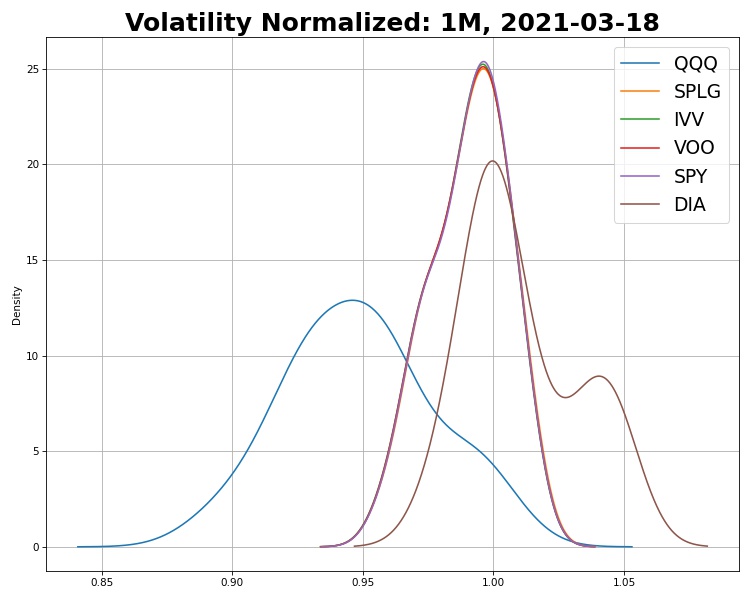 Volatility Normalized: 1M, 2021-03-18
QQQ
SPLG
IVV
VOO
SPY
DIA
Density
25
20
15
10
5
0
0.85 0.90 0.95 1.00 1.05